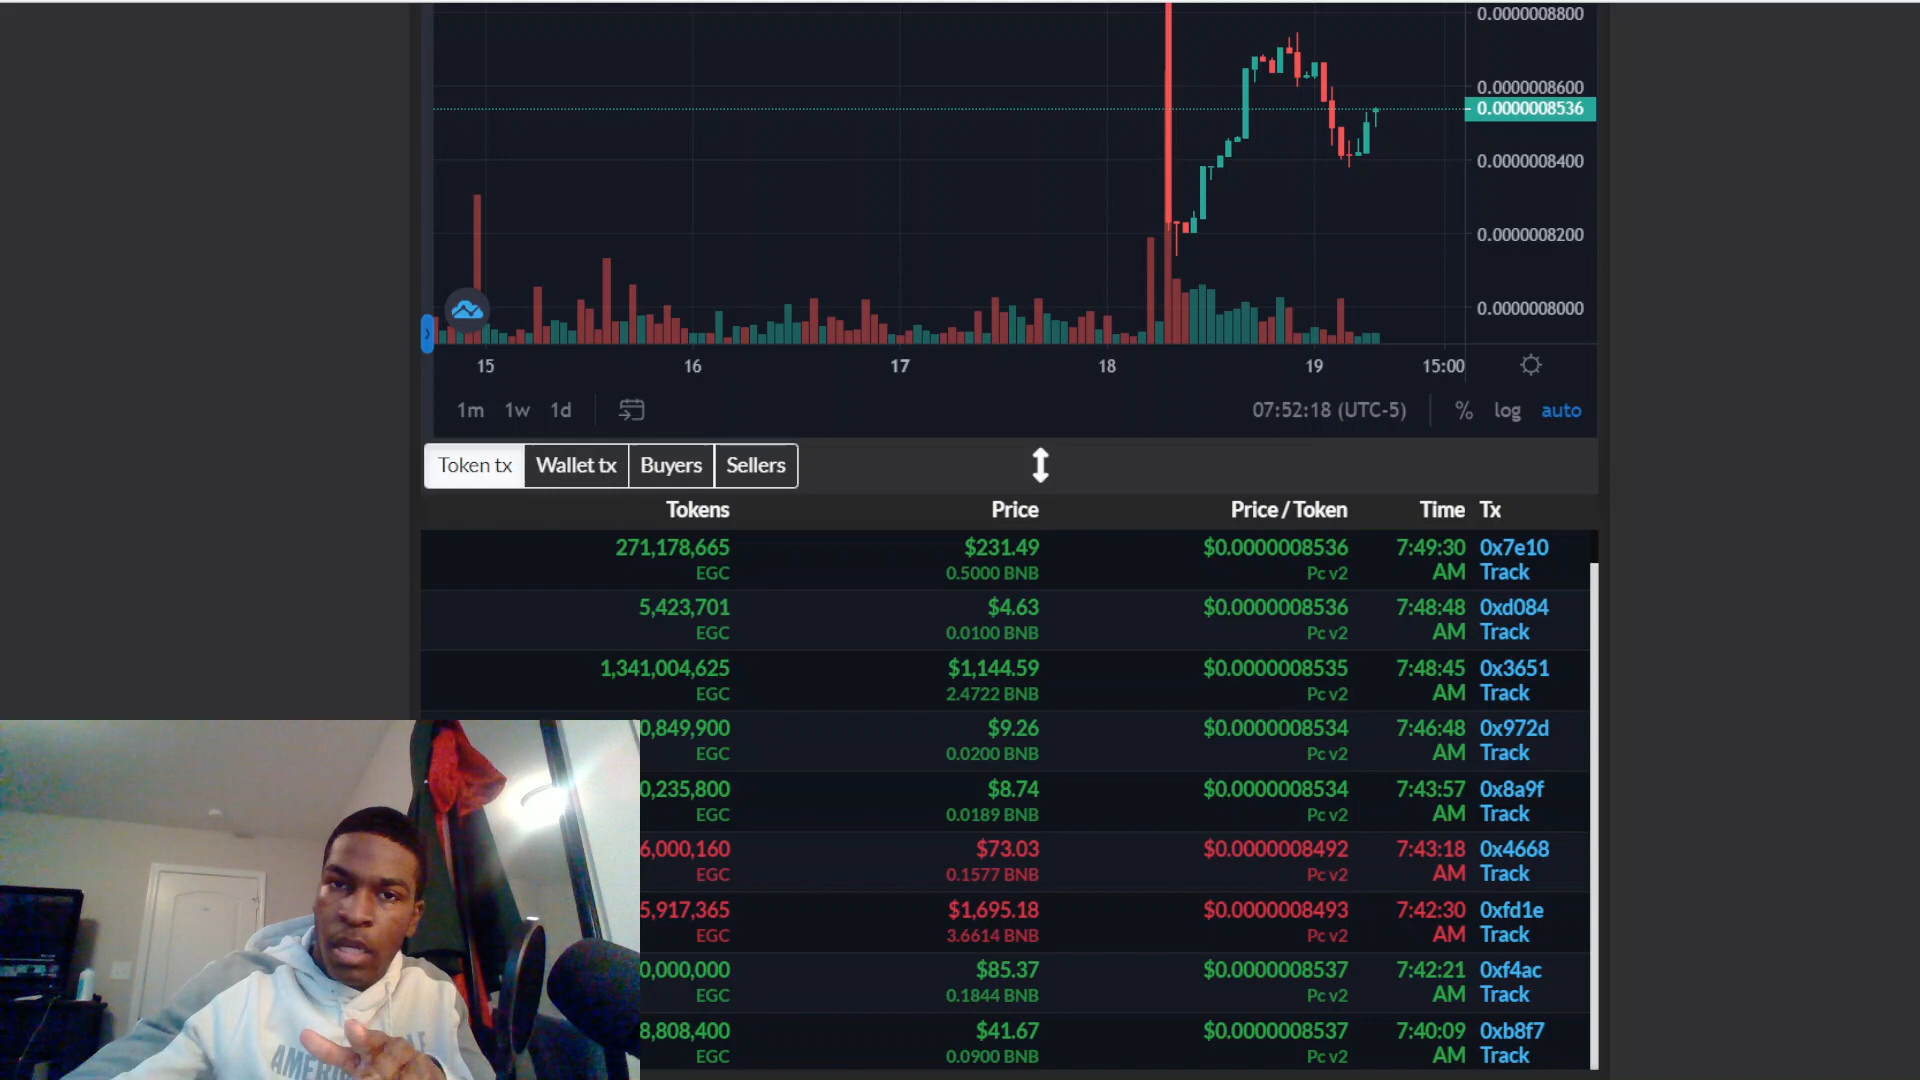 0.0000008800
0.0000008600
0.0000008536
0.0000008400
0.0000008200
0.0000008000
15 16 17 18 19 15:00
1m 1w 1d 07:52:18 (UTC-5) % log auto
Token tx Wallet tx Buyers Sellers
Tokens Price Price / Token Time Tx
271,178,665 $231.49 $0.0000008536 7:49:30 0x7e10
EGC 0.5000 BNB Pc v2 AM Track
5,423,701 $4.63 $0.0000008536 7:48:48 0xd084
EGC 0.0100 BNB Pc v2 AM Track
1,341,004,625 $1,144.59 $0.0000008535 7:48:45 0x3651
EGC 2.4722 BNB Pc v2 AM Track
0,849,900 $9.26 $0.0000008534 7:46:48 0x972d
EGC 0.0200 BNB Pc v2 AM Track
0,235,800 $8.74 $0.0000008534 7:43:57 0x8a9f
EGC 0.0189 BNB Pc v2 AM Track
6,000,160 $73.03 $0.0000008492 7:43:18 0x4668
EGC 0.1577 BNB Pc v2 AM Track
5,917,365 $1,695.18 $0.0000008493 7:42:30 0xfd1e
EGC 3.6614 BNB Pc v2 AM Track
0,000,000 $85.37 $0.0000008537 7:42:21 0xf4ac
EGC 0.1844 BNB Pc v2 AM Track
8,808,400 $41.67 $0.0000008537 7:40:09 0xb8f7
EGC 0.0900 BNB Pc v2 AM Track